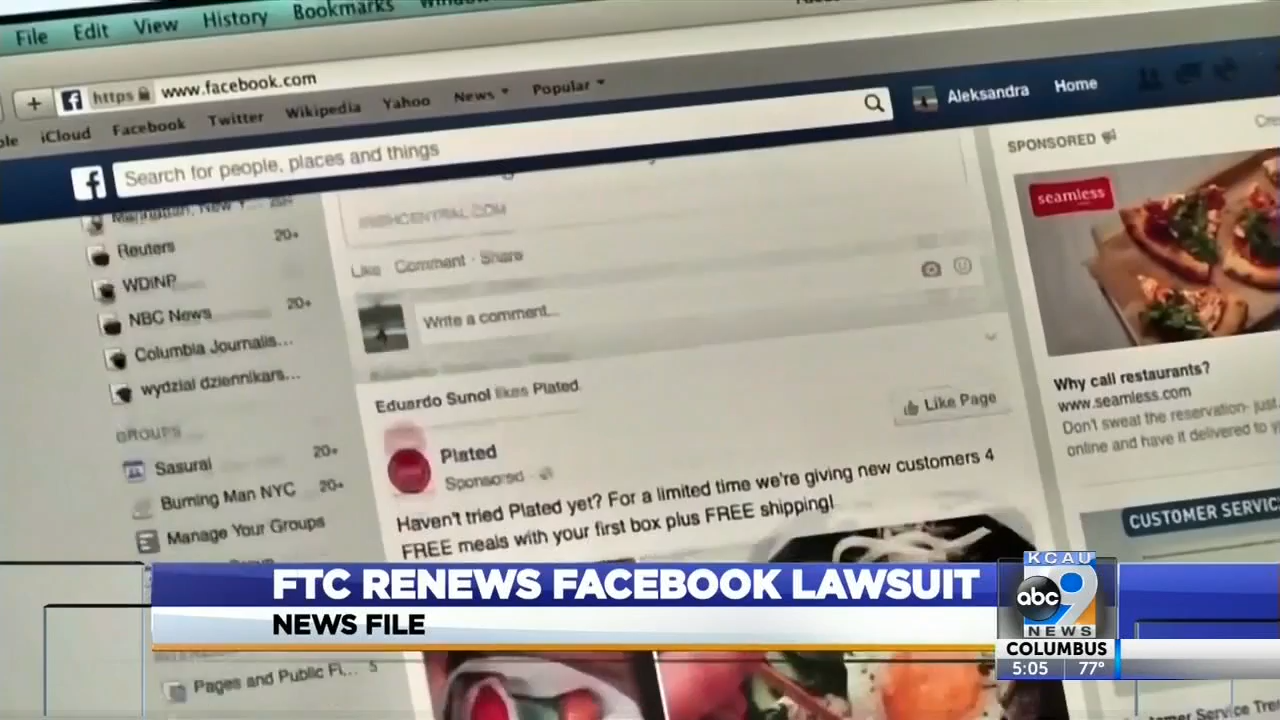 File Edit View History Bookmarks
+ https www.facebook.com
iCloud Facebook Twitter Wikipedia Yahoo News Popular
f Search for people, places and things
Aleksandra Home
Manhattan, New Y...
Reuters 20+
WDiNP
NBC News 20+
Columbia Journalis...
wydzial dziennikars...
GROUPS
Sasural 20+
Burning Man NYC 20+
Manage Your Groups
Pages and Public Fi... 5
Like Comment · Share
Write a comment...
Eduardo Sunol likes Plated.
Like Page
Plated
Sponsored
Haven't tried Plated yet? For a limited time we're giving new customers 4
FREE meals with your first box plus FREE shipping!
SPONSORED
seamless
Why call restaurants?
www.seamless.com
Don't sweat the reservation- just
online and have it delivered to
CUSTOMER SERVIC
FTC RENEWS FACEBOOK LAWSUIT
NEWS FILE
KCAU
abc 9
NEWS
COLUMBUS
5:05 77°